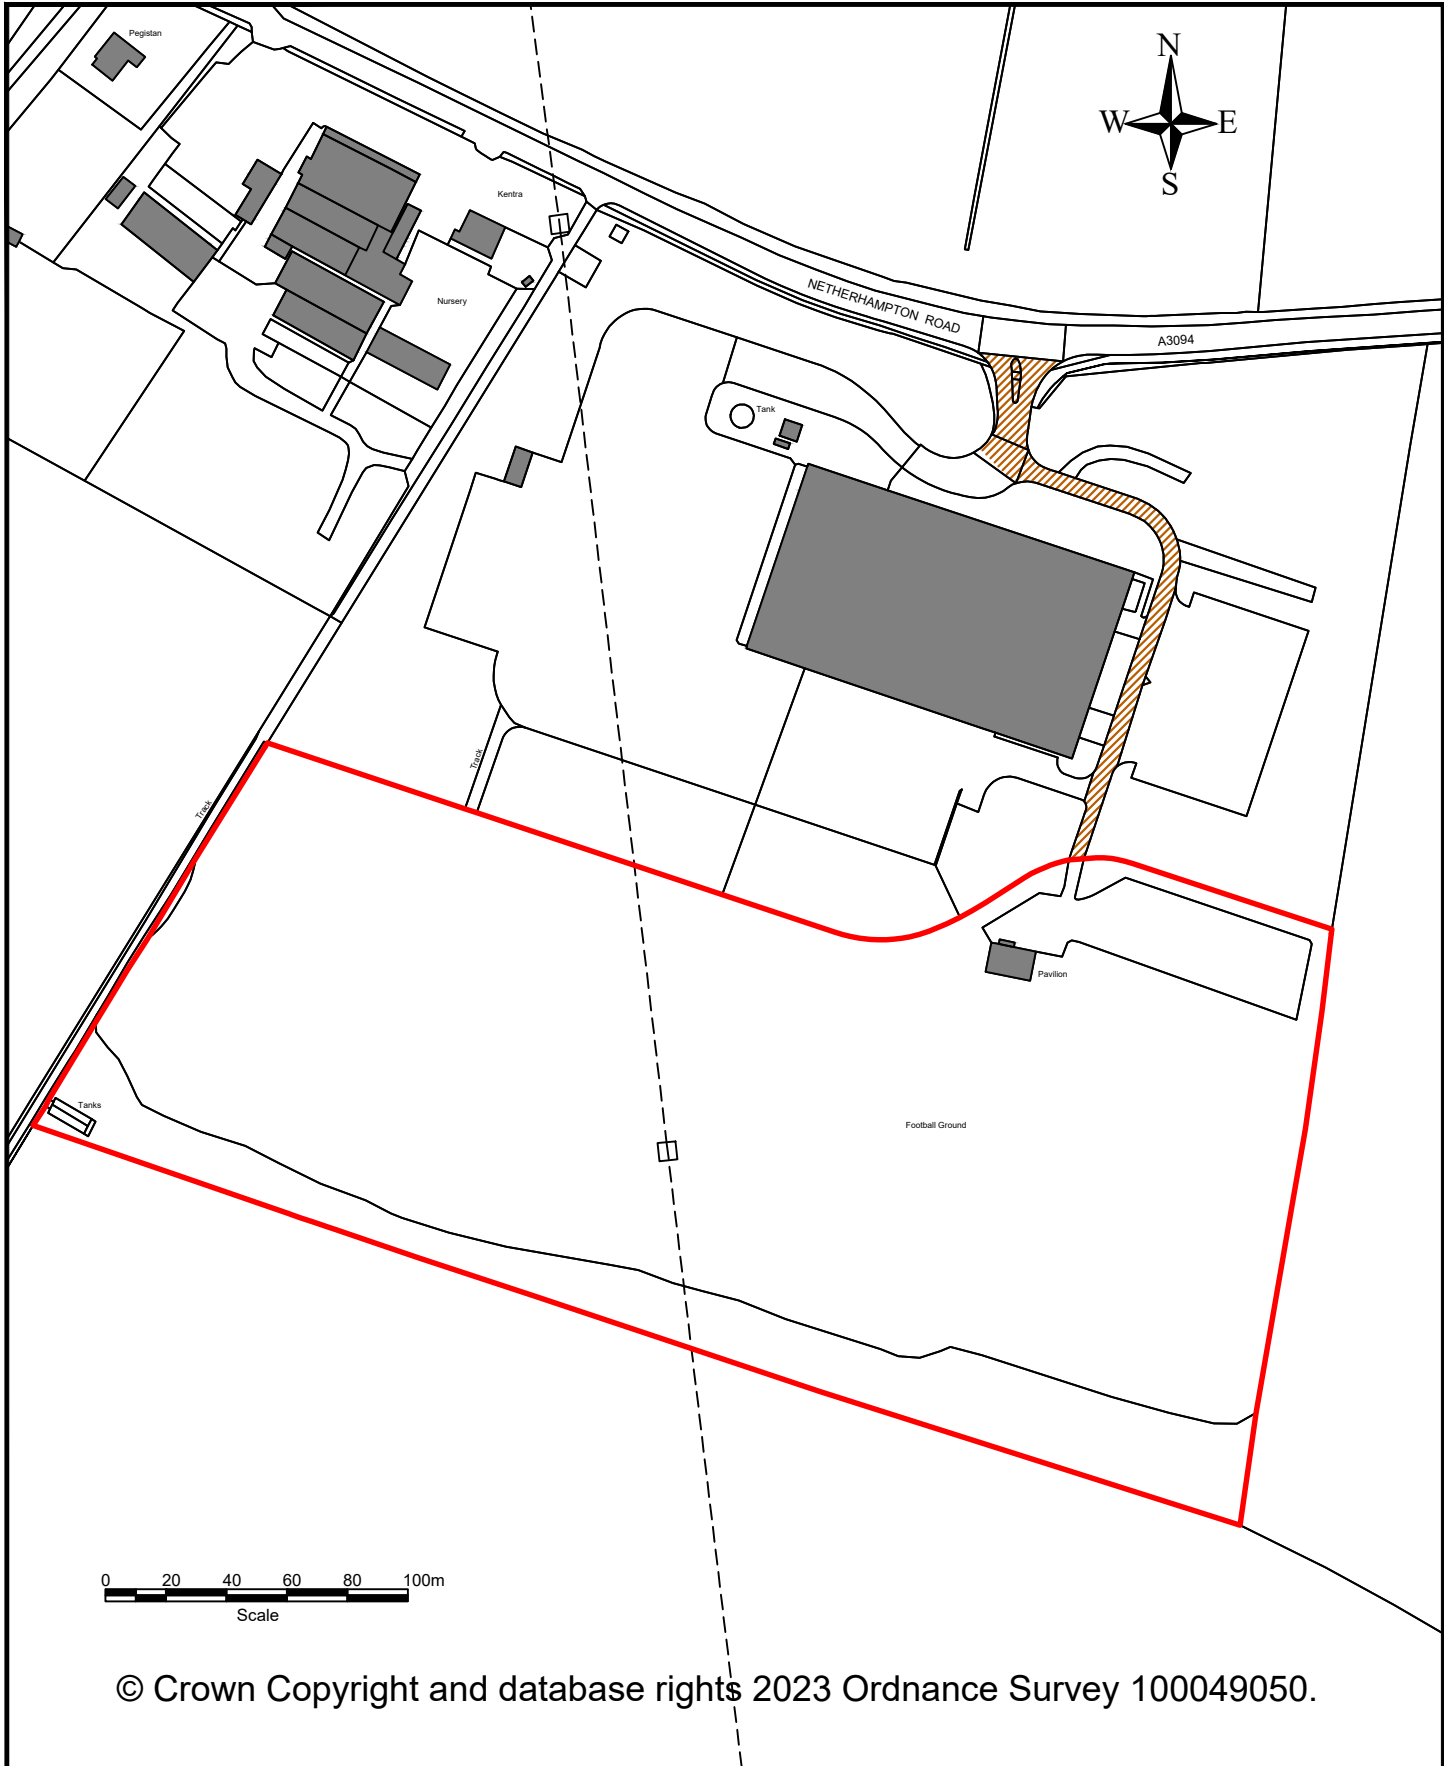 Pegistan
N
W
E
S
Kentra
NETHERHAMPTON ROAD
Nursery
A3094
Tank
Track
Track
Pavilion
Tanks
Football Ground
0 20 40 60 80 100m
Scale
© Crown Copyright and database rights 2023 Ordnance Survey 100049050.